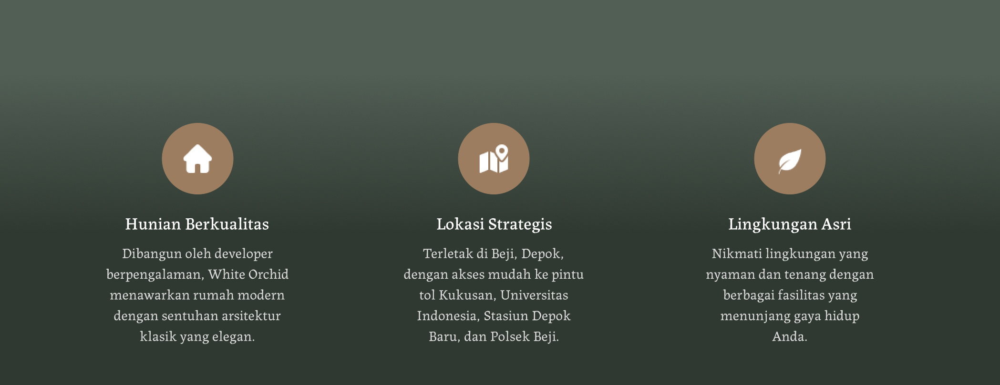 Hunian Berkualitas
Dibangun oleh developer
berpengalaman, White Orchid
menawarkan rumah modern
dengan sentuhan arsitektur
klasik yang elegan.
Lokasi Strategis
Terletak di Beji, Depok,
dengan akses mudah ke pintu
tol Kukusan, Universitas
Indonesia, Stasiun Depok
Baru, dan Polsek Beji.
Lingkungan Asri
Nikmati lingkungan yang
nyaman dan tenang dengan
berbagai fasilitas yang
menunjang gaya hidup
Anda.